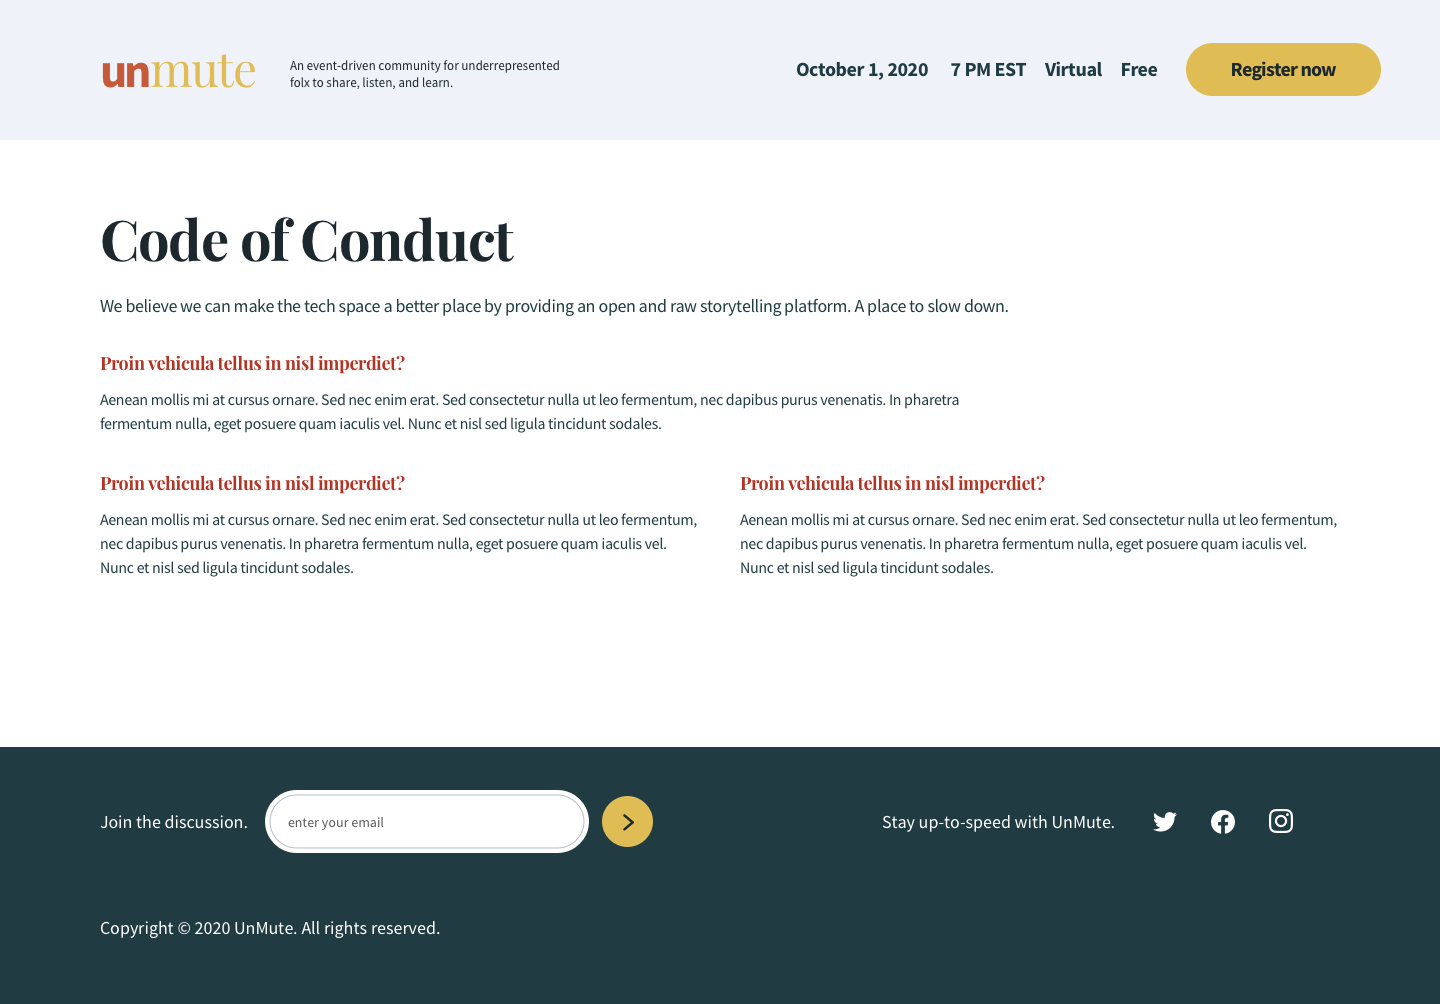 unmute
An event-driven community for underrepresented
folx to share, listen, and learn.
October 1, 2020 7 PM EST Virtual Free
Register now
Code of Conduct
We believe we can make the tech space a better place by providing an open and raw storytelling platform. A place to slow down.
Proin vehicula tellus in nisl imperdiet?
Aenean mollis mi at cursus ornare. Sed nec enim erat. Sed consectetur nulla ut leo fermentum, nec dapibus purus venenatis. In pharetra
fermentum nulla, eget posuere quam iaculis vel. Nunc et nisl sed ligula tincidunt sodales.
Proin vehicula tellus in nisl imperdiet?
Aenean mollis mi at cursus ornare. Sed nec enim erat. Sed consectetur nulla ut leo fermentum,
nec dapibus purus venenatis. In pharetra fermentum nulla, eget posuere quam iaculis vel.
Nunc et nisl sed ligula tincidunt sodales.
Proin vehicula tellus in nisl imperdiet?
Aenean mollis mi at cursus ornare. Sed nec enim erat. Sed consectetur nulla ut leo fermentum,
nec dapibus purus venenatis. In pharetra fermentum nulla, eget posuere quam iaculis vel.
Nunc et nisl sed ligula tincidunt sodales.
Join the discussion.
enter your email
Stay up-to-speed with UnMute.
Copyright © 2020 UnMute. All rights reserved.